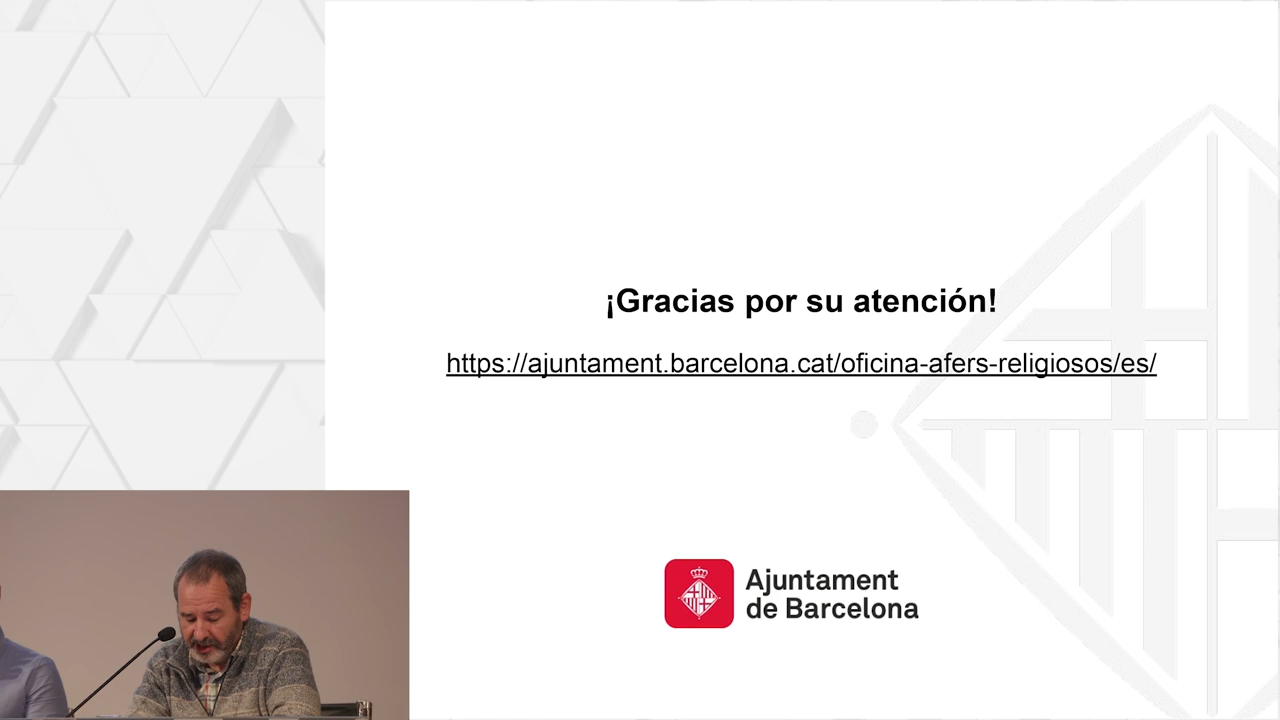 ¡Gracias por su atención!
https://ajuntament.barcelona.cat/oficina-afers-religiosos/es/
Ajuntament
de Barcelona